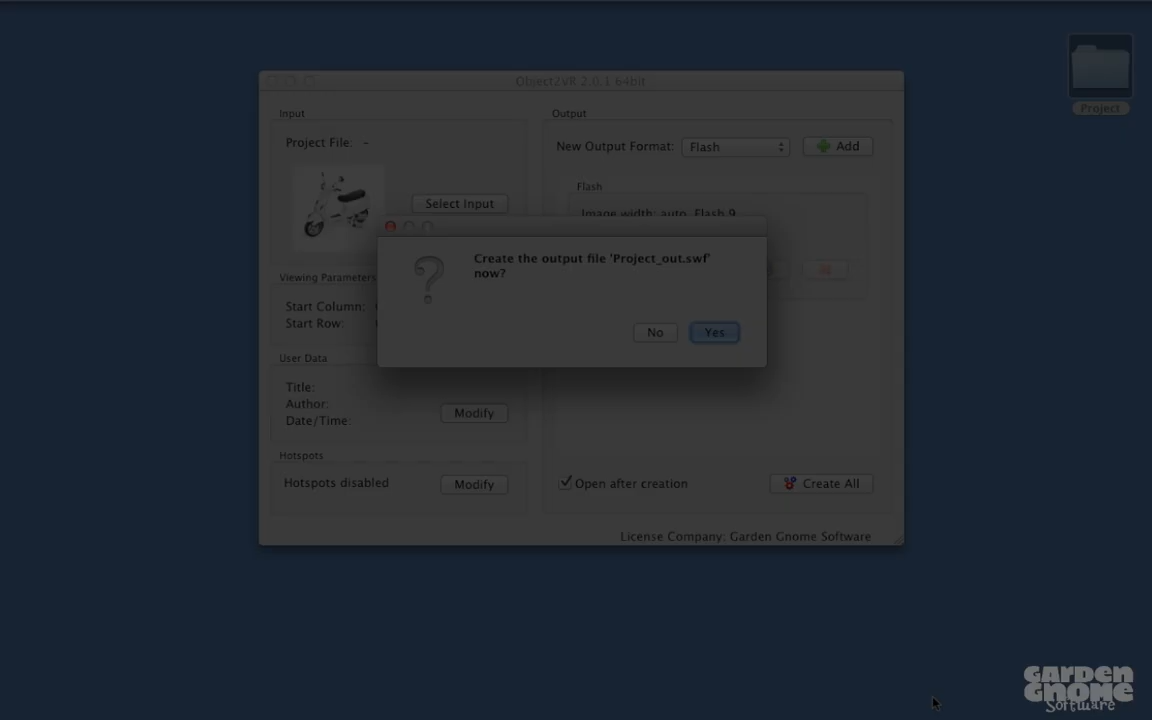 Project
Object2VR 2.0.1 64bit
Input
Project File: -
Select Input
Viewing Parameters
Start Column:
Start Row:
User Data
Title:
Author:
Date/Time:
Modify
Hotspots
Hotspots disabled
Modify
Output
New Output Format: Flash
Add
Flash
Image width: auto, Flash 9
Create the output file 'Project_out.swf'
now?
No
Yes
Open after creation
Create All
License Company: Garden Gnome Software
GARDEN
GNOME
Software